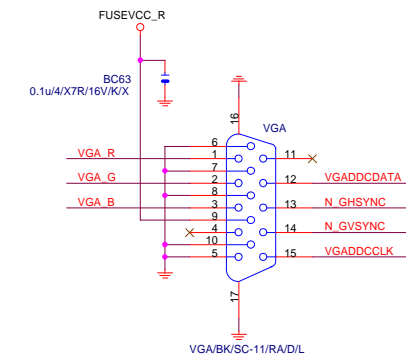 FUSEVCC_R
BC63
0.1u/4/X7R/16V/K/X
16
VGA
6
VGA_R 1 11
7
VGA_G 2 12 VGADDCDATA
8
VGA_B 3 13 N_GHSYNC
9
4 14 N_GVSYNC
10
5 15 VGADDCCLK
17
VGA/BK/SC-11/RA/D/L